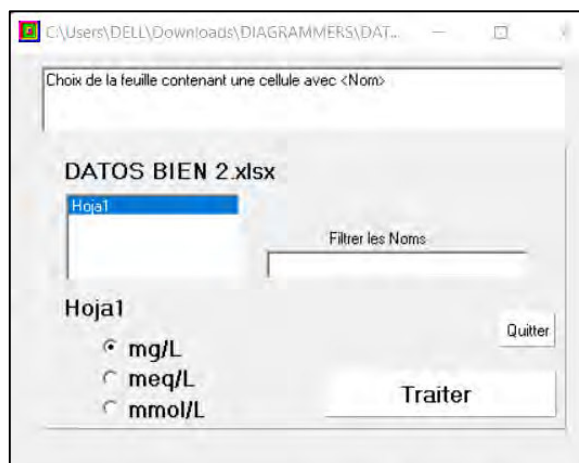 C:\Users\DELL\Downloads\DIAGRAMMERS\DAT...
Choix de la feuille contenant une cellule avec <Nom>
DATOS BIEN 2.xlsx
Hoja1
Filtrer les Noms
Hoja1
Quitter
mg/L
meq/L
Traiter
mmol/L